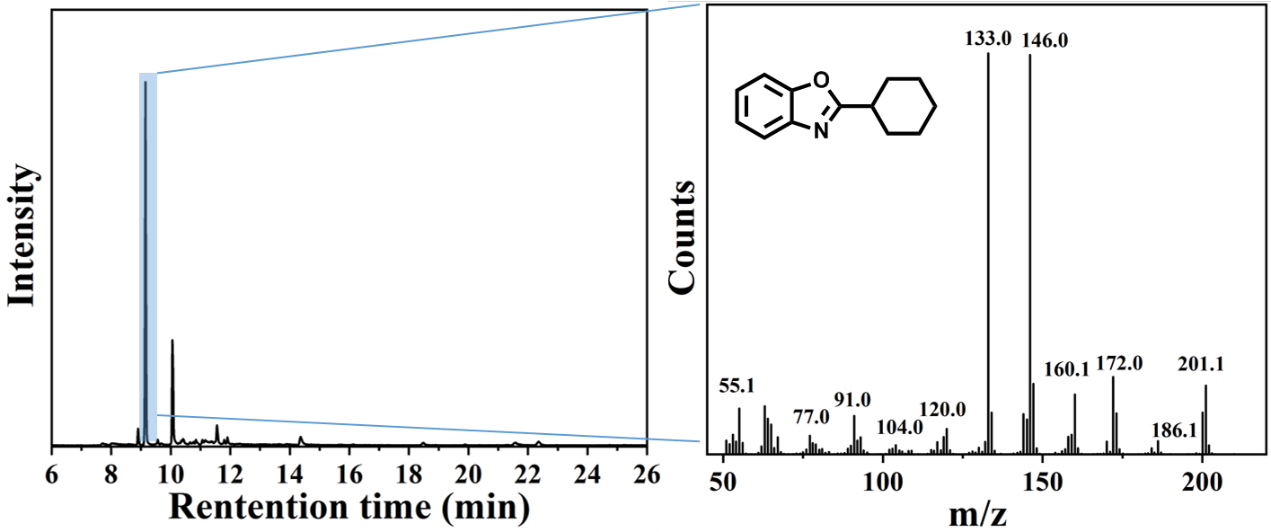 Intensity
6 8 10 12 14 16 18 20 22 24 26
Rentention time (min)
Counts
133.0 146.0
O
N
55.1
77.0
91.0
104.0
120.0
160.1
172.0
186.1
201.1
50 100 150 200
m/z